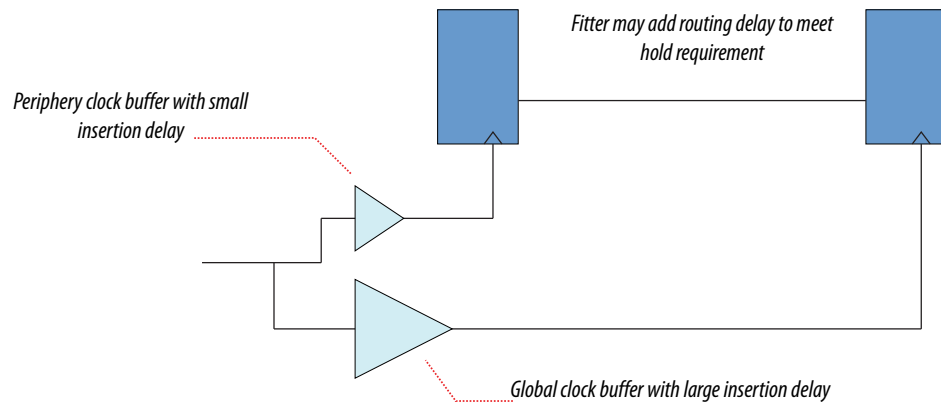 Fitter may add routing delay to meet
hold requirement
Periphery clock buffer with small
insertion delay
Global clock buffer with large insertion delay